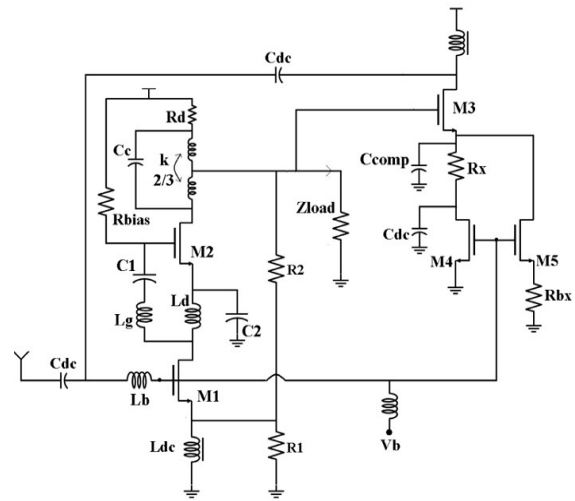 Cdc
Rd
M3
Cc
k
2/3
Ccomp
Rx
Rbias
Zload
M2
Cdc
M4
M5
C1
R2
Ld
Rbx
Lg
C2
Cdc
Lb
M1
Ldc
R1
Vb